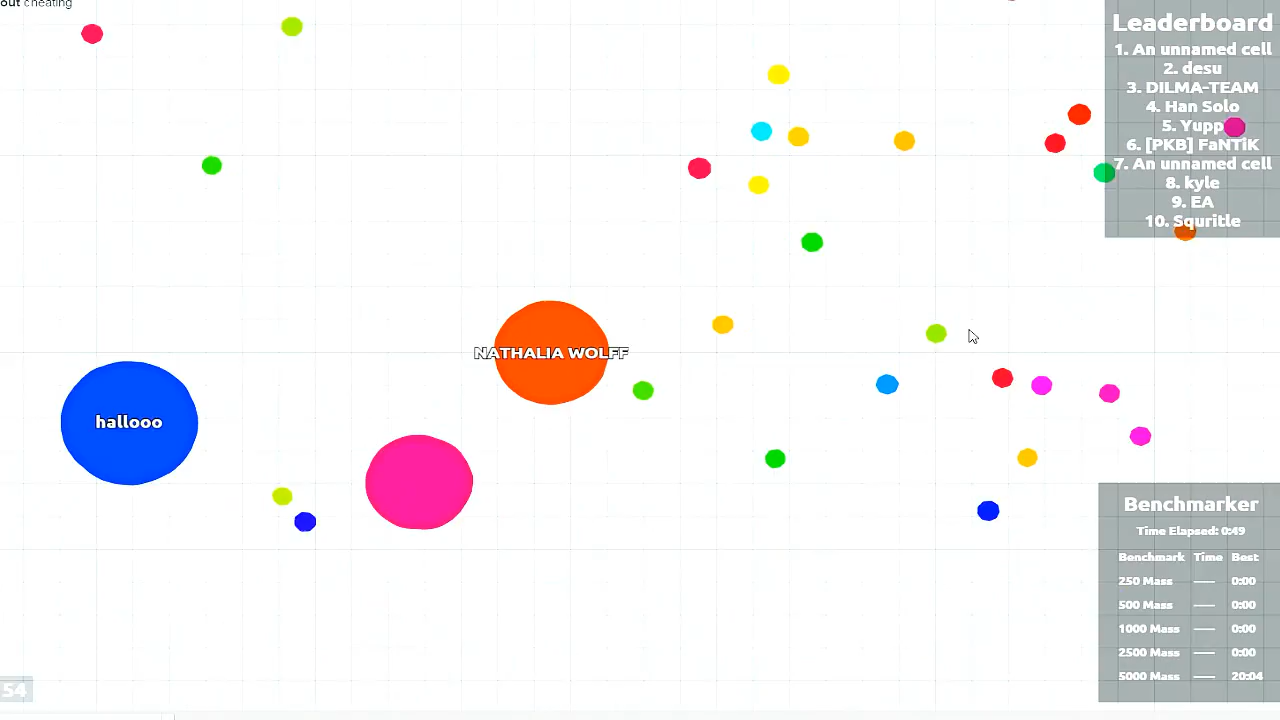 out cheating
Leaderboard
1. An unnamed cell
2. desu
3. DILMA-TEAM
4. Han Solo
5. Yupp
6. [PKB] FaNTiK
7. An unnamed cell
8. kyle
9. EA
10. Squritle
NATHALIA WOLFF
hallooo
Benchmarker
Time Elapsed: 0:49
Benchmark Time Best
250 Mass —— 0:00
500 Mass —— 0:00
1000 Mass —— 0:00
2500 Mass —— 0:00
5000 Mass —— 20:04
54